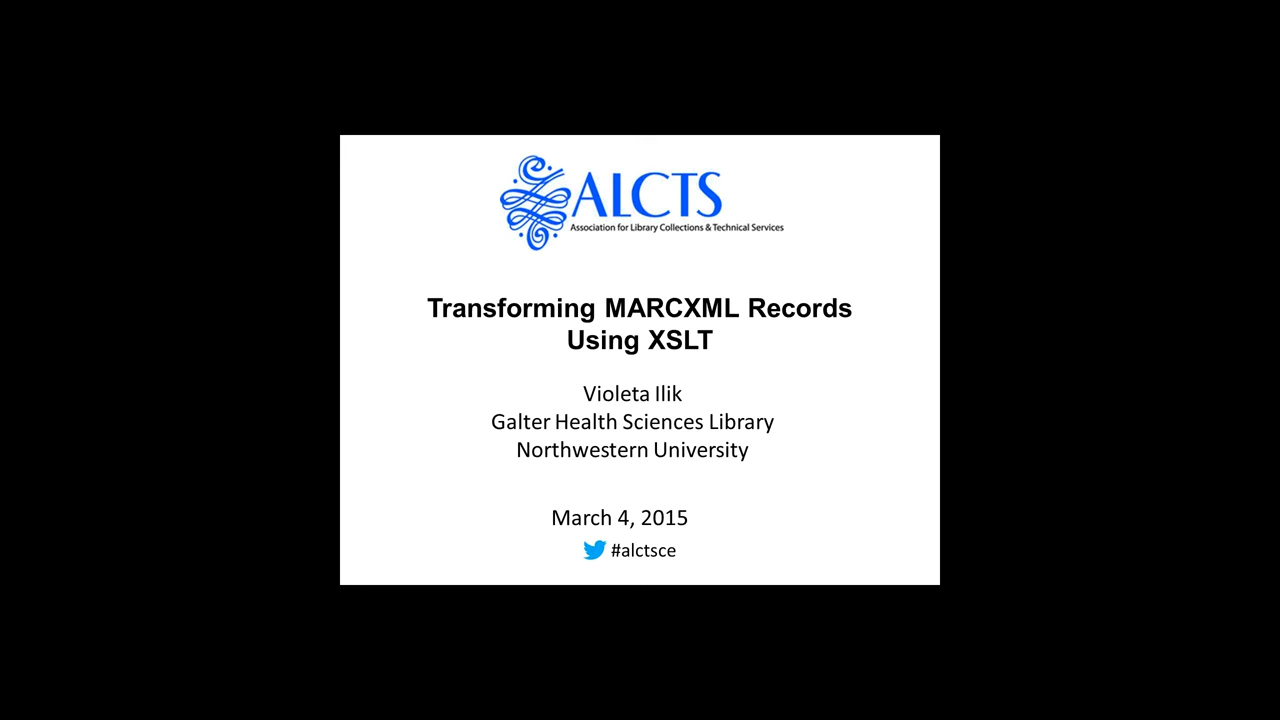 ALCTS
Association for Library Collections & Technical Services
Transforming MARCXML Records
Using XSLT
Violeta Ilik
Galter Health Sciences Library
Northwestern University
March 4, 2015
#alctsce